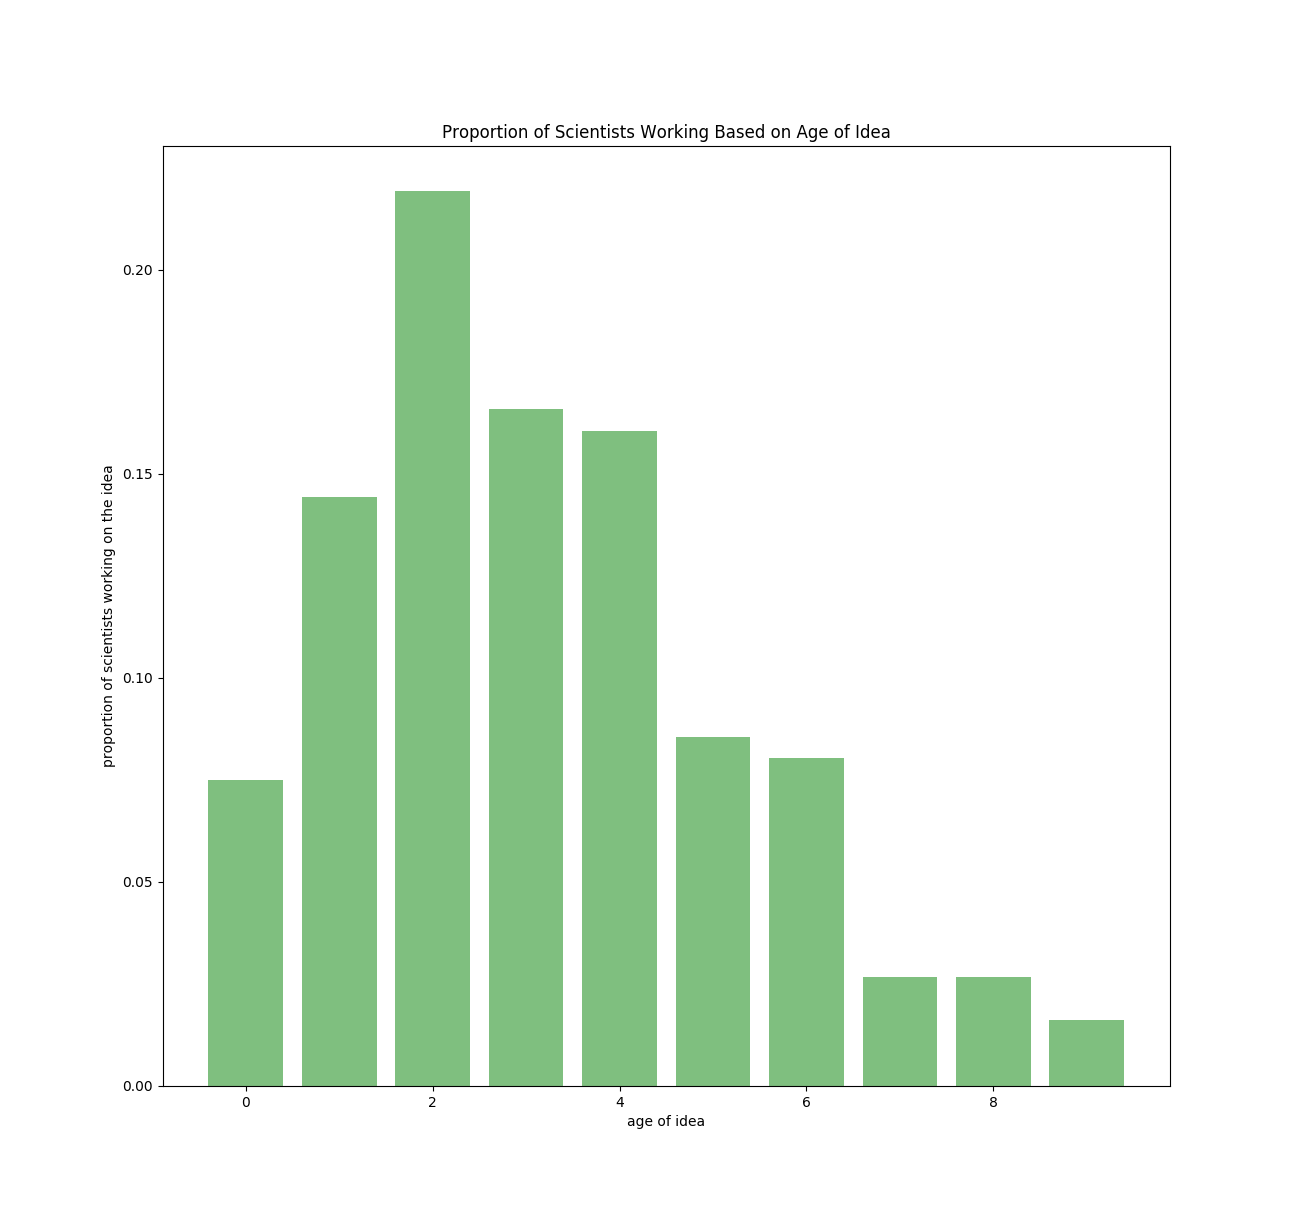 Proportion of Scientists Working Based on Age of Idea
proportion of scientists working on the idea
0.20
0.15
0.10
0.05
0.00
0 2 4 6 8
age of idea